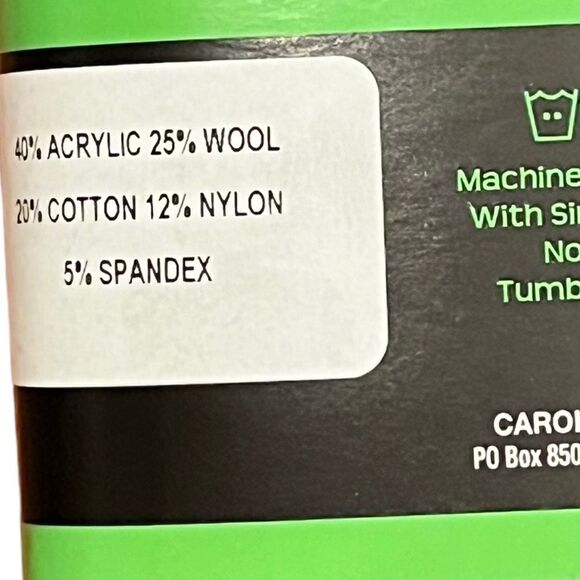 40% ACRYLIC 25% WOOL
20% COTTON 12% NYLON
5% SPANDEX
Machine
With Si
No
Tumb
CARO
PO Box 850